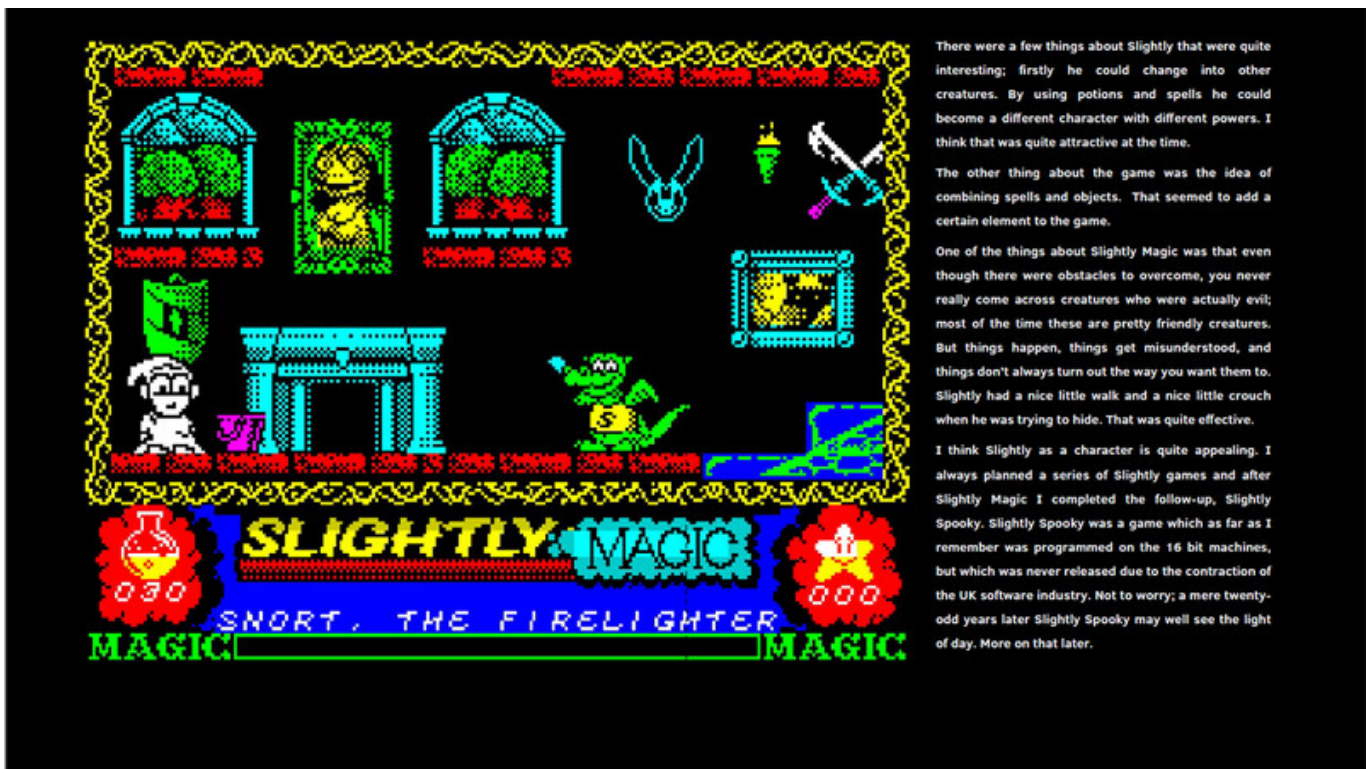 There were a few things about Slightly that were quite
interesting; firstly he could change into other
creatures. By using potions and spells he could
become a different character with different powers. I
think that was quite attractive at the time.
The other thing about the game was the idea of
combining spells and objects. That seemed to add a
certain element to the game.
One of the things about Slightly Magic was that even
though there were obstacles to overcome, you never
really come across creatures who were actually evil;
most of the time these are pretty friendly creatures.
But things happen, things get misunderstood, and
things don't always turn out the way you want them to.
Slightly had a nice little walk and a nice little crouch
when he was trying to hide. That was quite effective.
I think Slightly as a character is quite appealing. I
always planned a series of Slightly games and after
Slightly Magic I completed the follow-up, Slightly
Spooky. Slightly Spooky was a game which as far as I
remember was programmed on the 16 bit machines,
but which was never released due to the contraction of
the UK software industry. Not to worry; a mere twenty-
odd years later Slightly Spooky may well see the light
of day. More on that later.
S
SLIGHTLY MAGIC
030 000
SNORT, THE FIRELIGHTER
MAGIC MAGIC